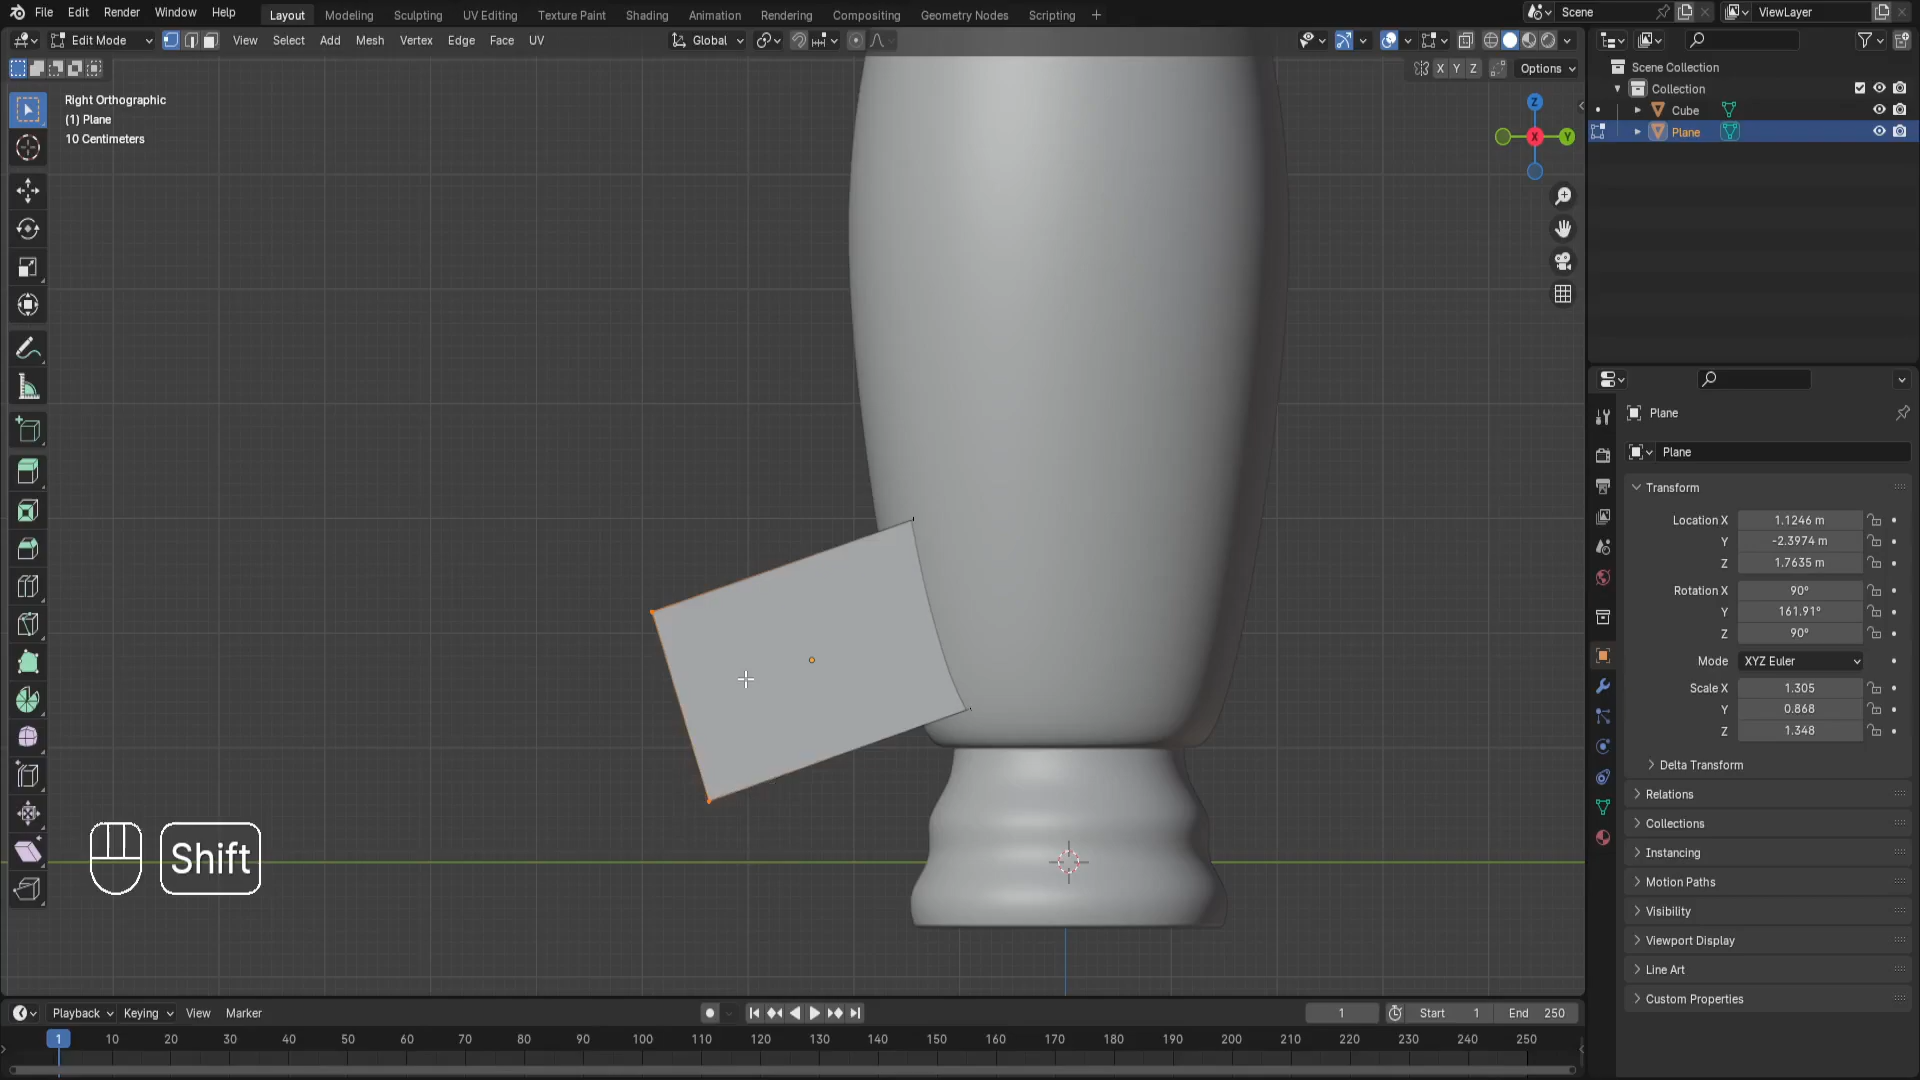 File Edit Render Window Help
Layout Modeling Sculpting UV Editing Texture Paint Shading Animation Rendering Compositing Geometry Nodes Scripting +
Scene
ViewLayer
Edit Mode
View Select Add Mesh Vertex Edge Face UV
Global
X Y Z
Options
Right Orthographic
(1) Plane
10 Centimeters
Z
X
Y
Scene Collection
Collection
Cube
Plane
Plane
Plane
Transform
Location X 1.1246 m
Y -2.3974 m
Z 1.7635 m
Rotation X 90°
Y 161.91°
Z 90°
Mode XYZ Euler
Scale X 1.305
Y 0.868
Z 1.348
Delta Transform
Relations
Collections
Instancing
Motion Paths
Visibility
Viewport Display
Line Art
Custom Properties
Shift
Playback Keying View Marker
1
Start 1
End 250
1 10 20 30 40 50 60 70 80 90 100 110 120 130 140 150 160 170 180 190 200 210 220 230 240 250